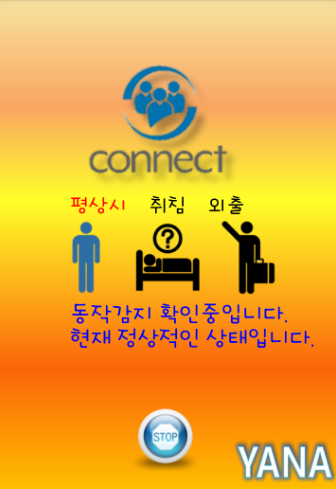 connect
평상시 취침 외출
?
동작감지 확인중입니다.
현재 정상적인 상태입니다.
STOP
YANA